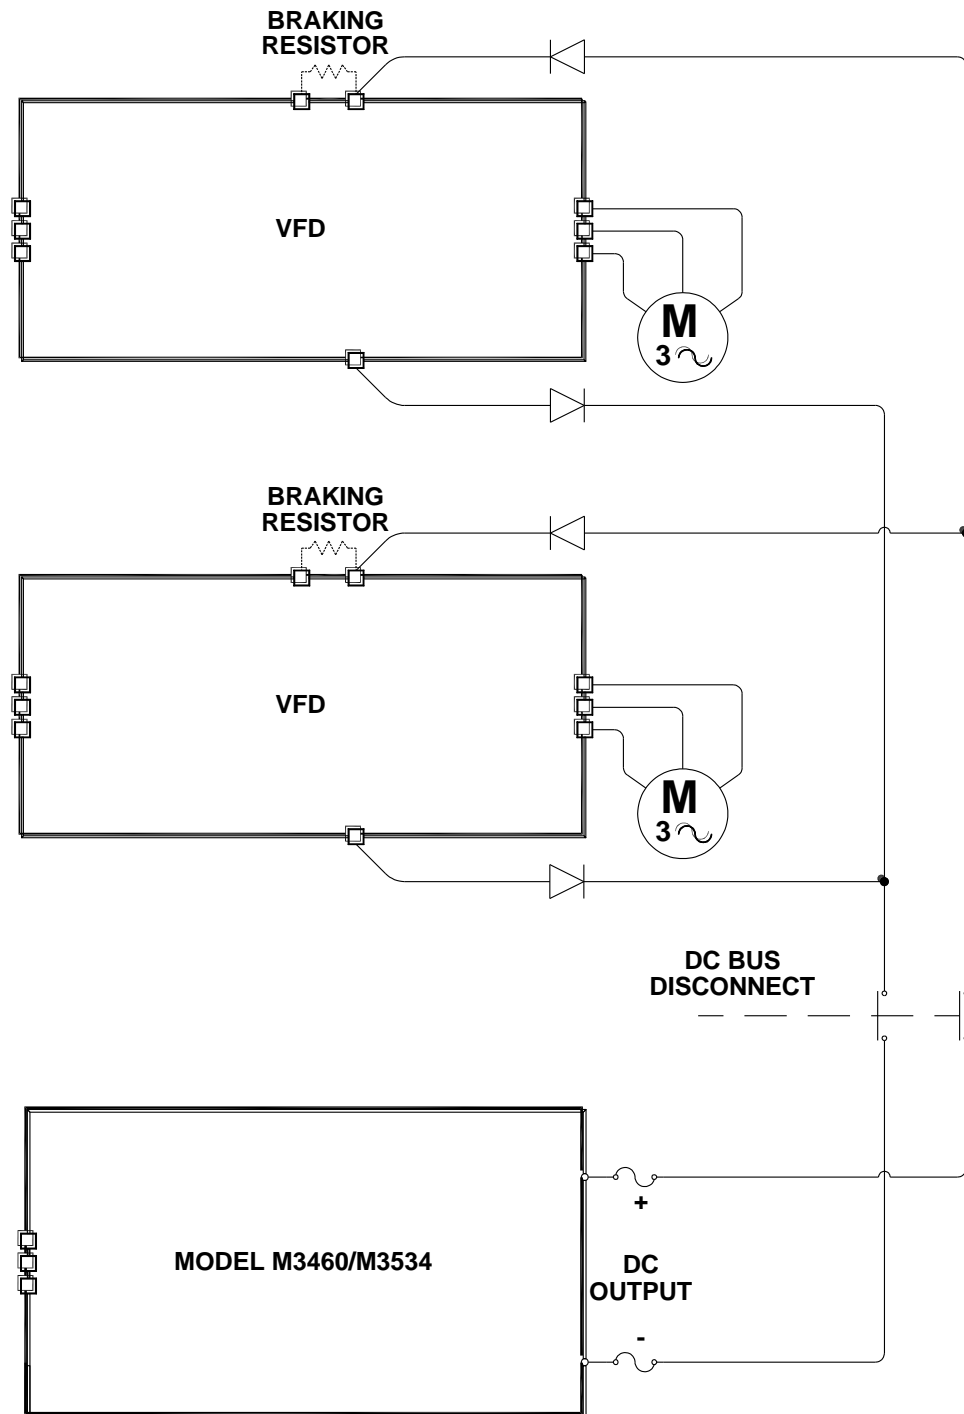 BRAKING
RESISTOR
VFD
M
3
BRAKING
RESISTOR
VFD
M
3
DC BUS
DISCONNECT
+
MODEL M3460/M3534
DC
OUTPUT
-